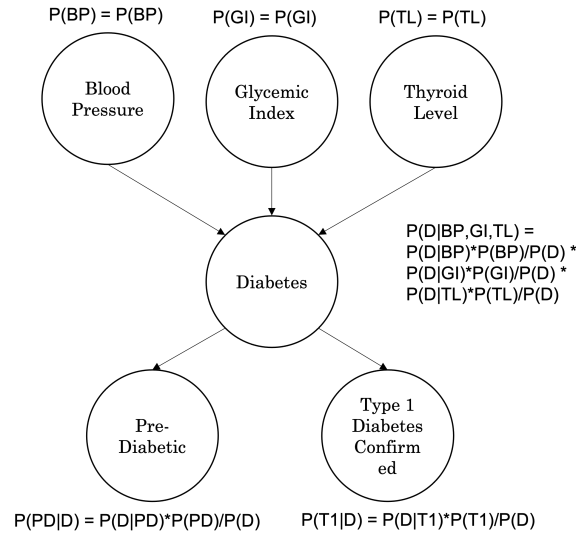 P(BP) = P(BP)
P(GI) = P(GI)
P(TL) = P(TL)
Blood
Pressure
Glycemic
Index
Thyroid
Level
P(D|BP,GI,TL) =
P(D|BP)*P(BP)/P(D) *
P(D|GI)*P(GI)/P(D) *
P(D|TL)*P(TL)/P(D)
Diabetes
Pre-
Diabetic
Type 1
Diabetes
Confirm
ed
P(PD|D) = P(D|PD)*P(PD)/P(D)
P(T1|D) = P(D|T1)*P(T1)/P(D)